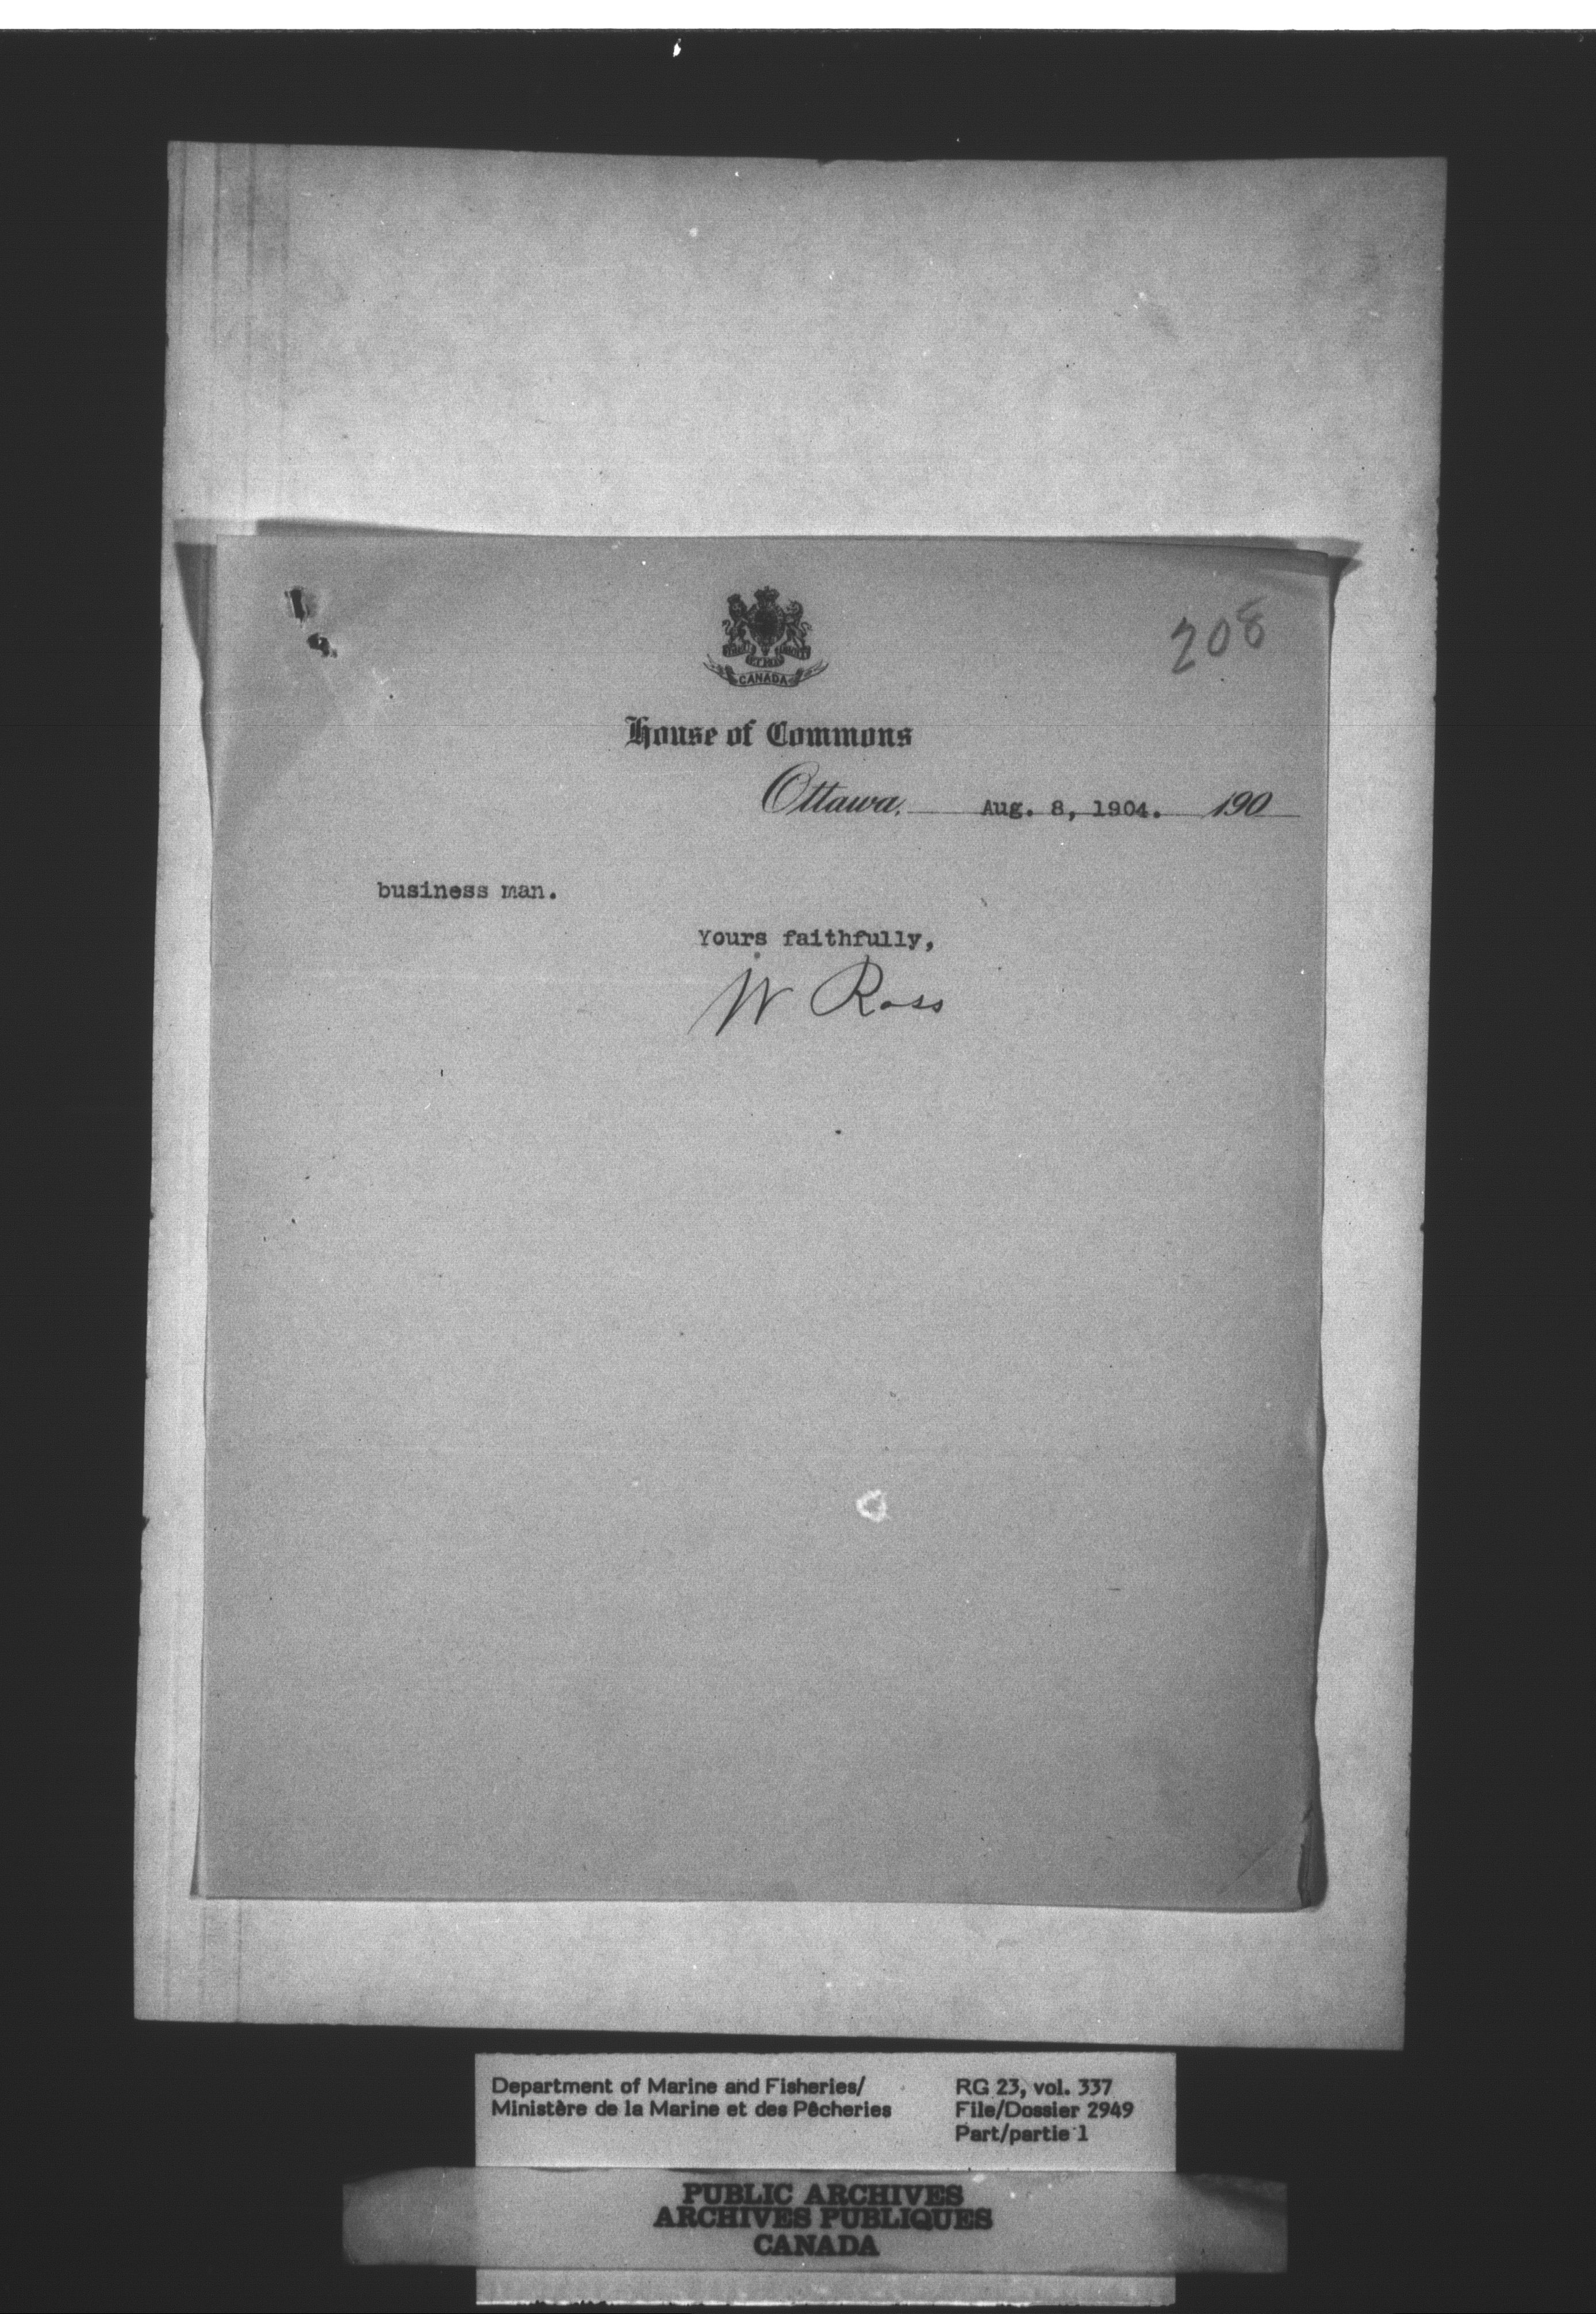 208
CANADA
House of Commons
Ottawa, Aug. 8, 1904. 190
business man.
Yours faithfully,
W Ross
Department of Marine and Fisheries/
Ministère de la Marine et des Pêcheries
RG 23, vol. 337
File/Dossier 2949
Part/partie 1
PUBLIC ARCHIVES
ARCHIVES PUBLIQUES
CANADA